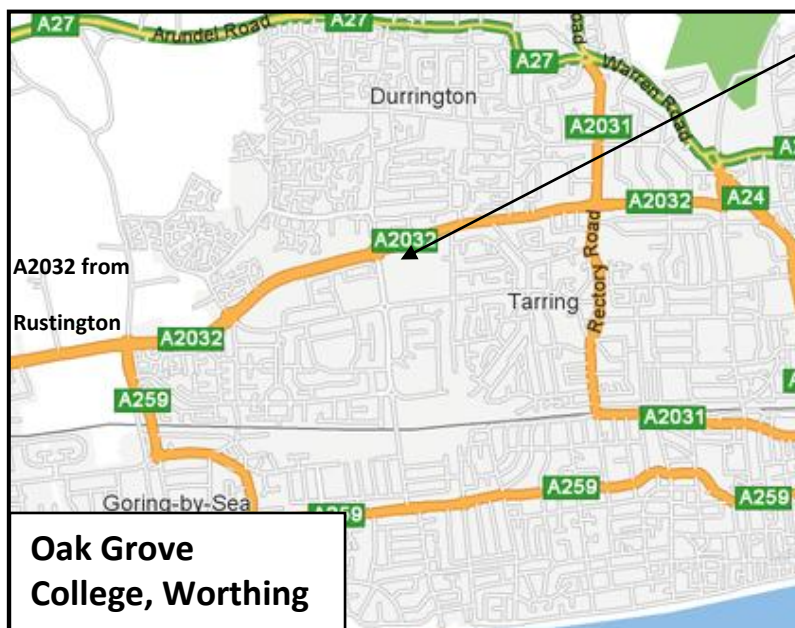 A27
Arundel Road
A27
oad
A27
Warren Road
Durrington
A2031
A2032
A24
A2032
Rectory Road
A2032 from
Rustington
Tarring
A2032
A259
A2031
Goring-by-Sea
A259
A259
Oak Grove
College, Worthing